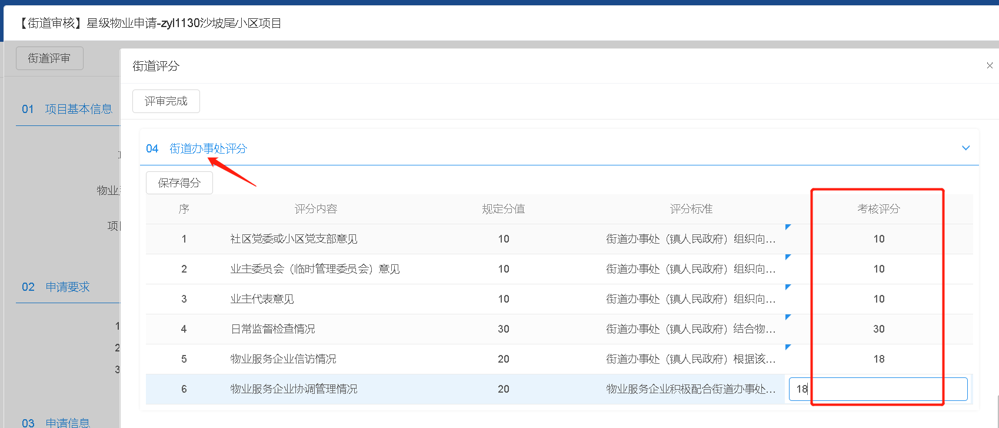 【街道审核】星级物业申请-zyl1130沙坡尾小区项目
街道评审
街道评分
评审完成
01 项目基本信息
04 街道办事处评分
保存得分
物业
项
序 评分内容 规定分值 评分标准 考核评分
1 社区党委或小区党支部意见 10 街道办事处（镇人民政府）组织向... 10
2 业主委员会（临时管理委员会）意见 10 街道办事处（镇人民政府）组织向... 10
3 业主代表意见 10 街道办事处（镇人民政府）组织向... 10
4 日常监督检查情况 30 街道办事处（镇人民政府）结合物... 30
5 物业服务企业信访情况 20 街道办事处（镇人民政府）根据该... 18
6 物业服务企业协调管理情况 20 物业服务企业积极配合街道办事处... 18
02 申请要求
1
2
3
03 申请信息